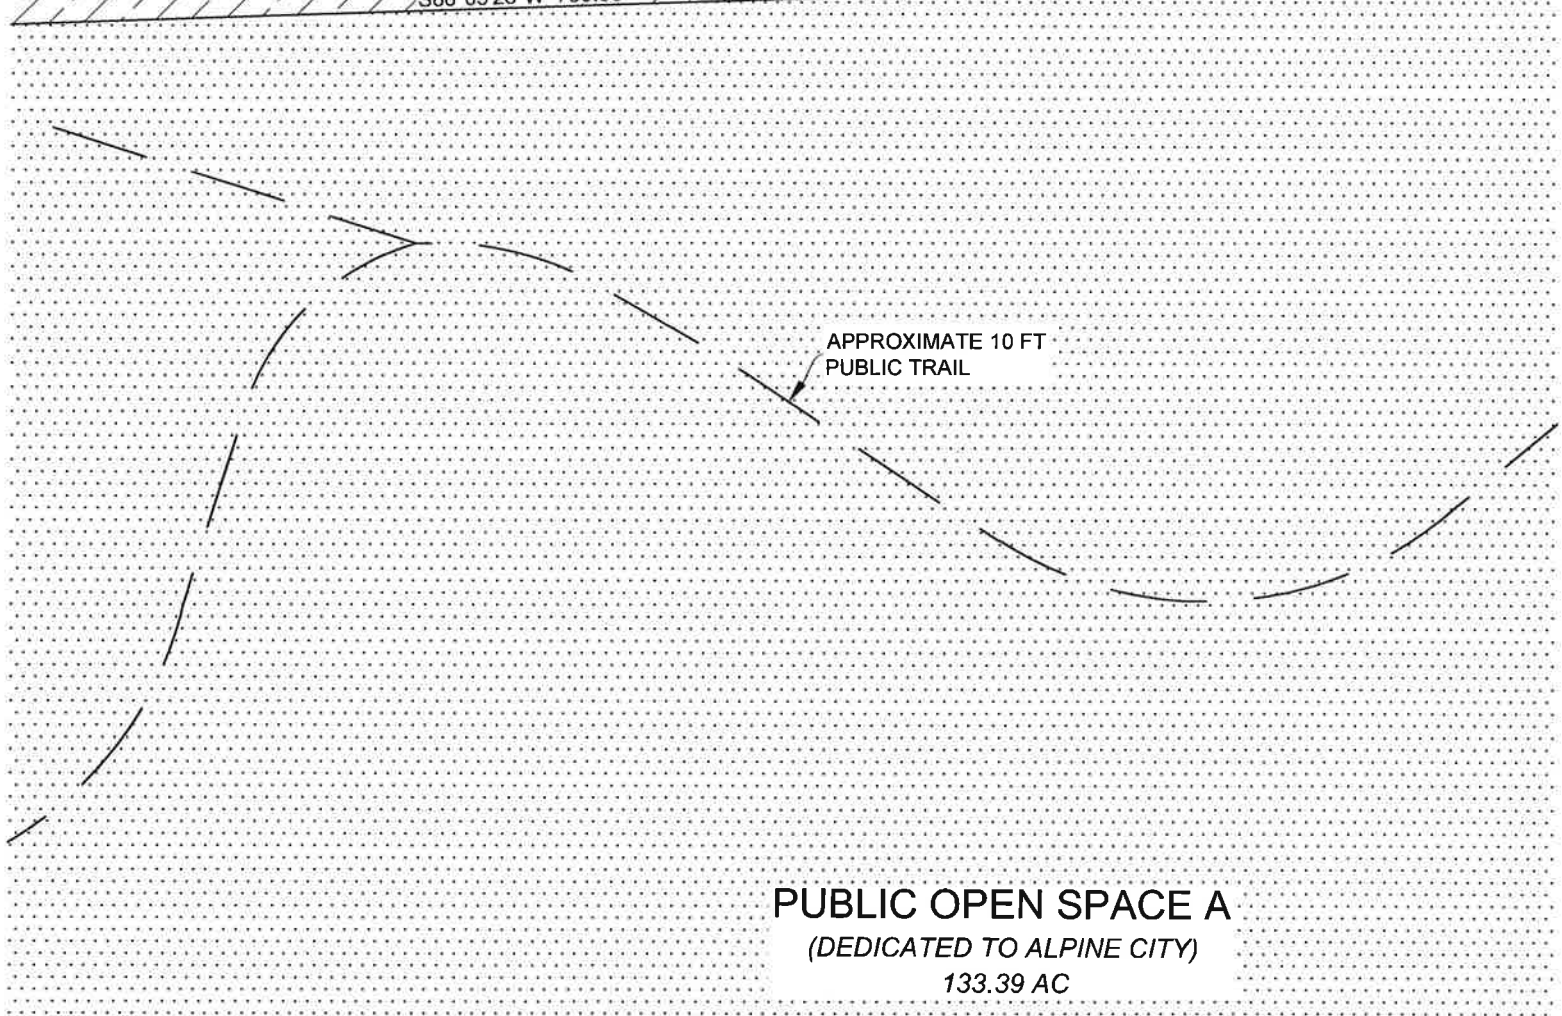 APPROXIMATE 10 FT
PUBLIC TRAIL
PUBLIC OPEN SPACE A
(DEDICATED TO ALPINE CITY)
133.39 AC